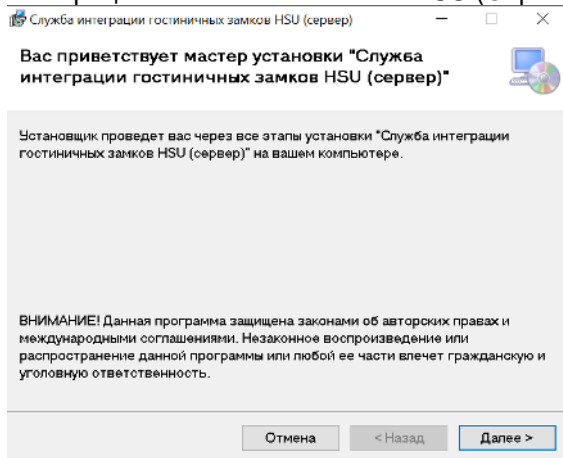 Служба интеграции гостиничных замков HSU (сервер)
Вас приветствует мастер установки "Служба
интеграции гостиничных замков HSU (сервер)"
Установщик проведет вас через все этапы установки "Служба интеграции
гостиничных замков HSU (сервер)" на вашем компьютере.
ВНИМАНИЕ! Данная программа защищена законами об авторских правах и
международными соглашениями. Незаконное воспроизведение или
распространение данной программы или любой ее части влечет гражданскую и
уголовную ответственность.
Отмена
< Назад
Далее >